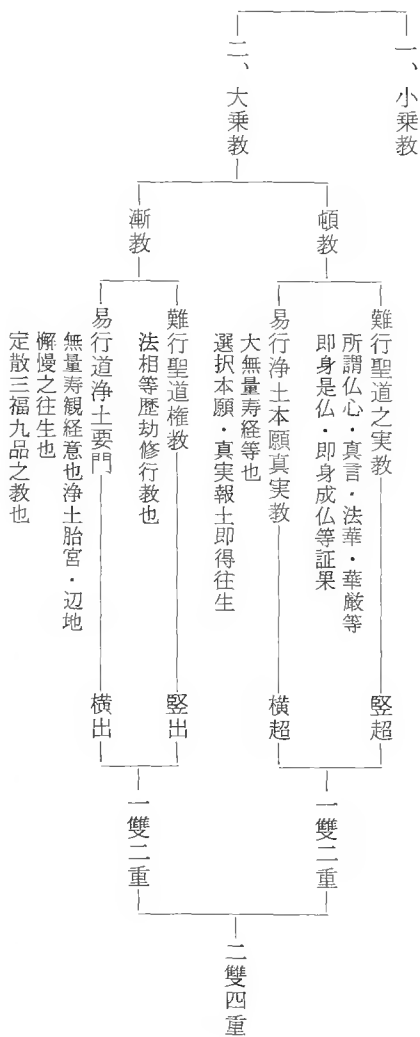 一、小乗教
二、大乗教
頓教
難行聖道之実教
所謂仏心・真言・法華・華厳等
即身是仏・即身成仏等証果
竪超
易行浄土本願真実教
大無量寿経等也
選択本願・真実報土即得往生
横超
一雙二重
漸教
難行聖道権教
法相等歴劫修行教也
竪出
易行道浄土要門
無量寿観経意也浄土胎宮・辺地
懈慢之往生也
定散三福九品之教也
横出
一雙二重
二雙四重